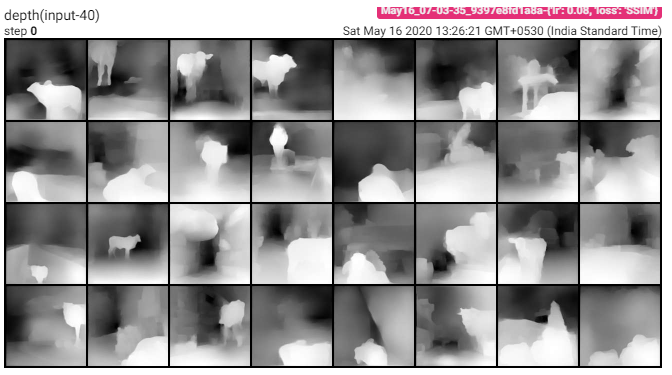 depth(input-40)
May16_07-03-35_9397e8fd1a8a-{'lr': 0.08, 'loss': 'SSIM'}
step 0
Sat May 16 2020 13:26:21 GMT+0530 (India Standard Time)